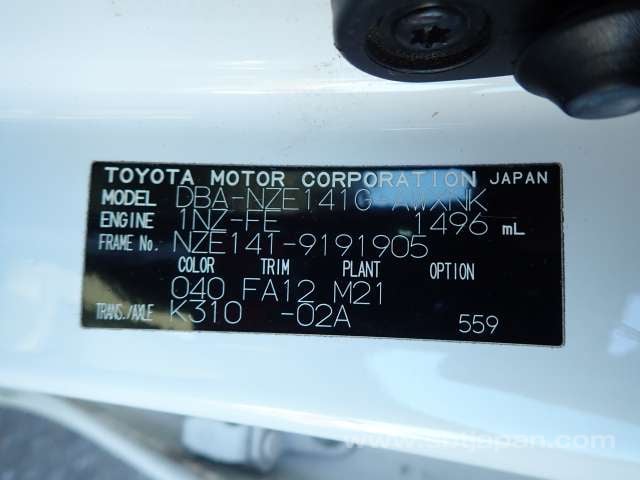 TOYOTA MOTOR CORPORATION JAPAN
MODEL DBA-NZE141G-AWXNK
ENGINE 1NZ-FE 1496 mL
FRAME No. NZE141-9191905
COLOR TRIM PLANT OPTION
040 FA12 M21
TRANS./AXLE K310 -02A 559